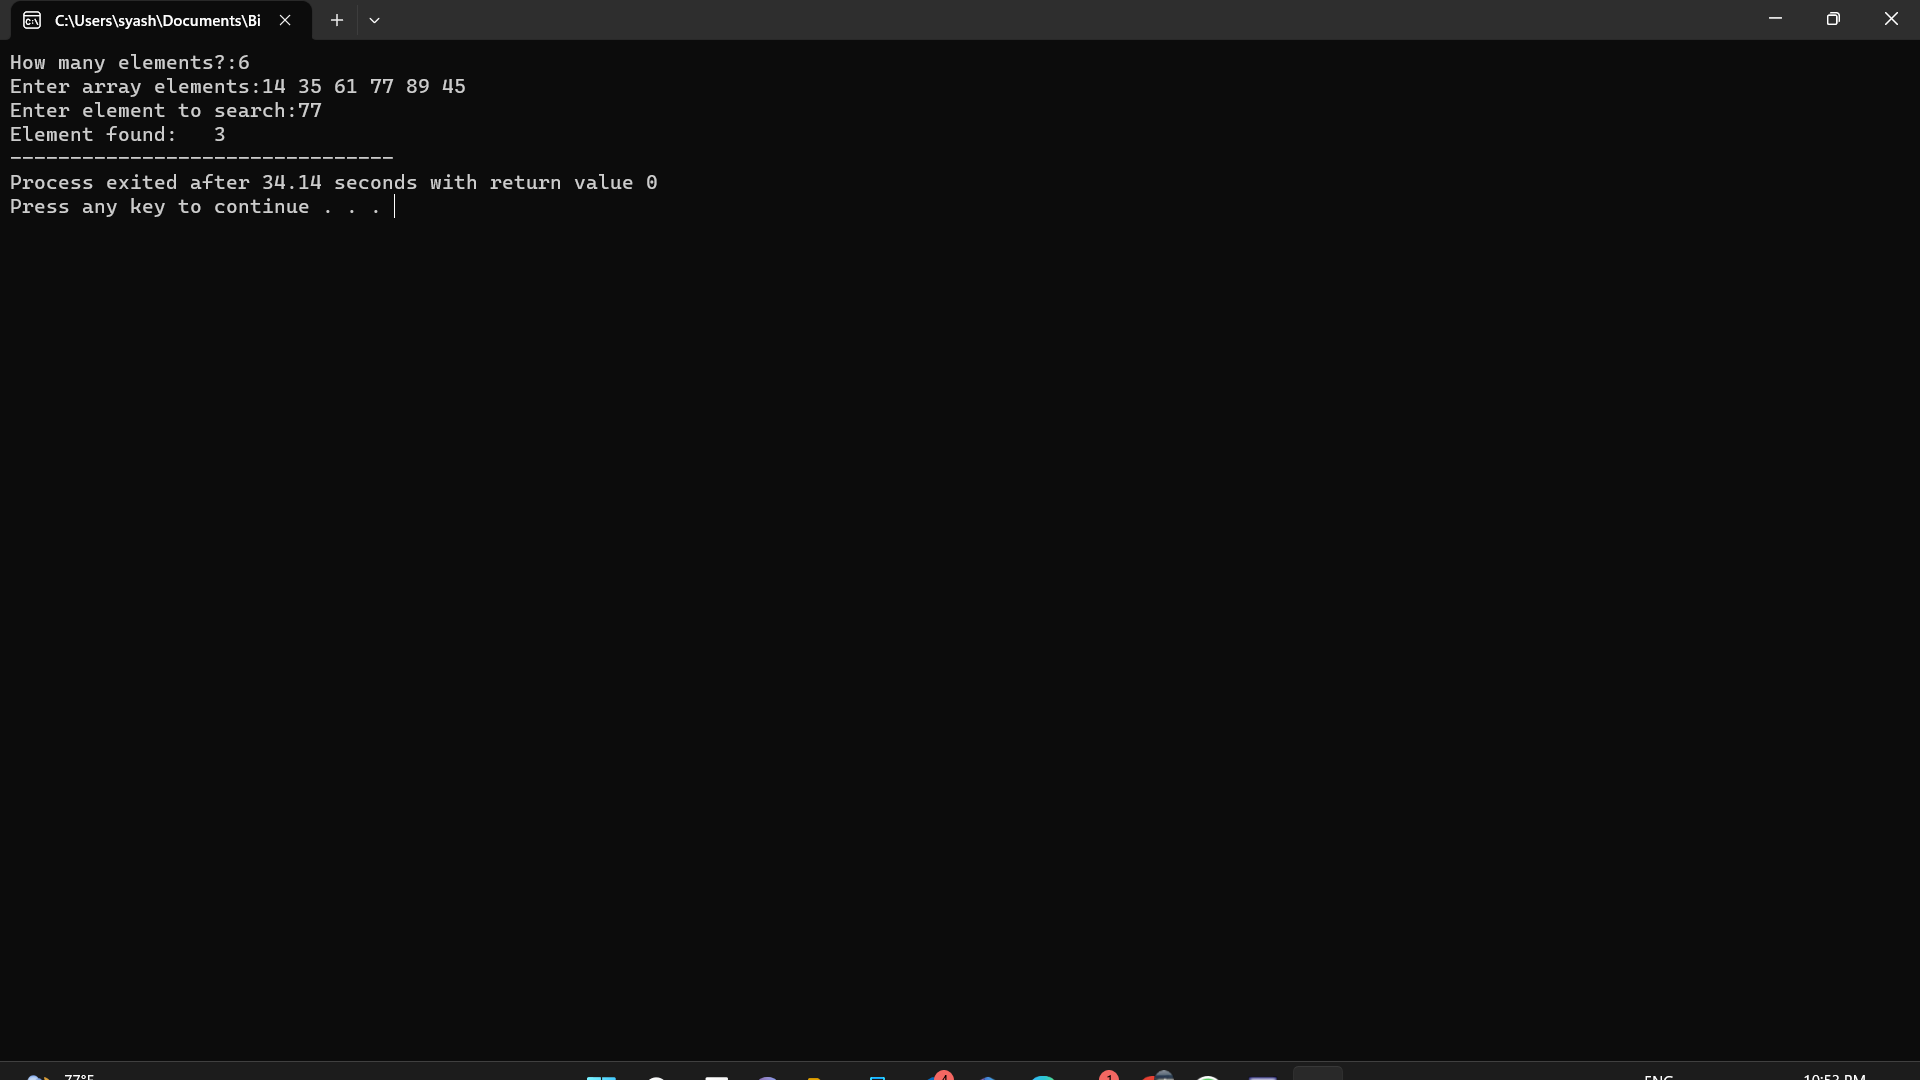 C:\Users\syash\Documents\Bi
How many elements?:6
Enter array elements:14 35 61 77 89 45
Enter element to search:77
Element found:   3
--------------------------------
Process exited after 34.14 seconds with return value 0
Press any key to continue . . .
77°F
ENG
10:53 PM